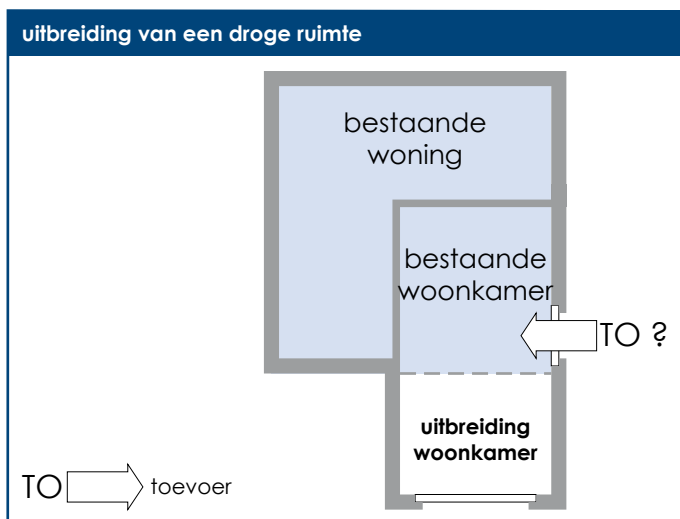 uitbreiding van een droge ruimte
bestaande
woning
bestaande
woonkamer
TO ?
uitbreiding
woonkamer
TO toevoer